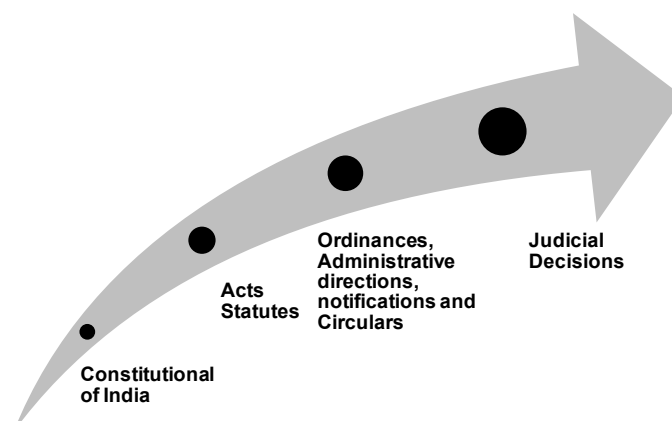 Constitutional
of India
Acts
Statutes
Ordinances,
Administrative
directions,
notifications and
Circulars
Judicial
Decisions